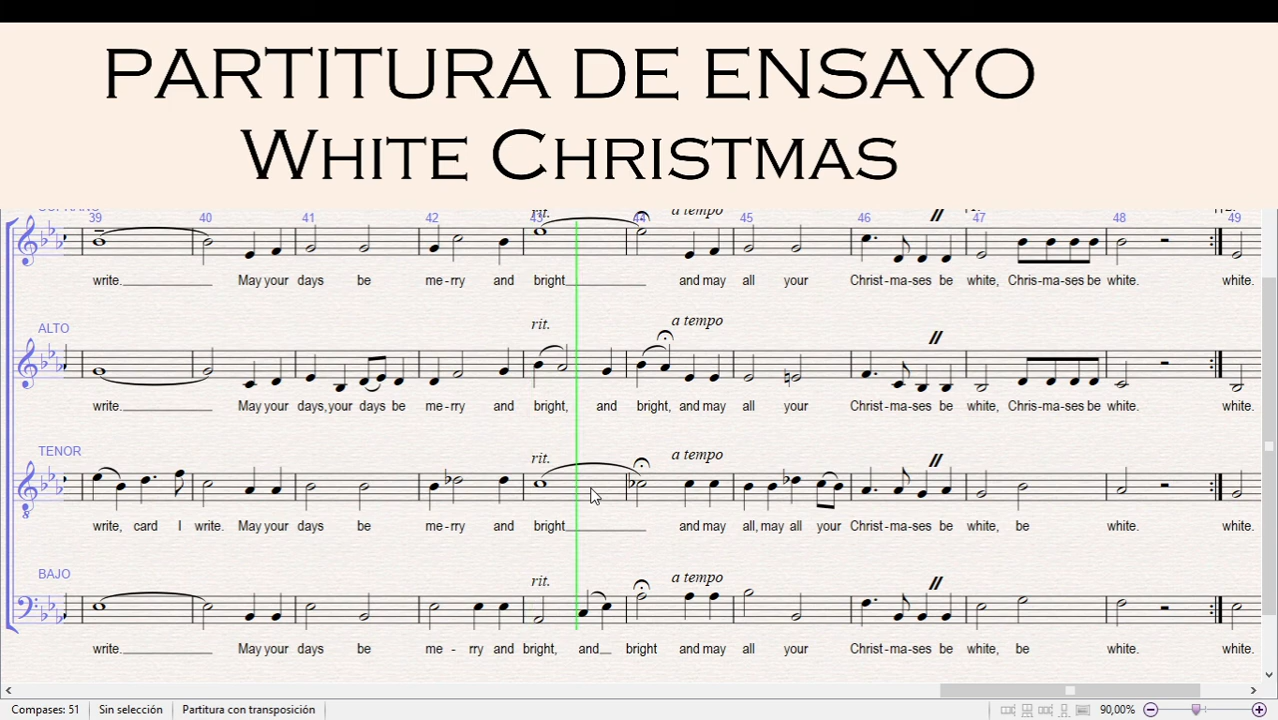 PARTITURA DE ENSAYO
WHITE CHRISTMAS
39 40 41 42 43 44 45 46 47 48 49
rit. a tempo
write. May your days be me-rry and bright and may all your Christ-ma-ses be white, Chris-ma-ses be white. white.
ALTO
rit. a tempo
write. May your days, your days be me-rry and bright, and bright, and may all your Christ-ma-ses be white, Chris-ma-ses be white. white.
TENOR
rit. a tempo
write, card I write. May your days be me-rry and bright and may all, may all your Christ-ma-ses be white, be white. white.
BAJO
rit. a tempo
write. May your days be me - rry and bright, and bright and may all your Christ-ma-ses be white, be white. white.
Compases: 51 Sin selección Partitura con transposición 90,00%